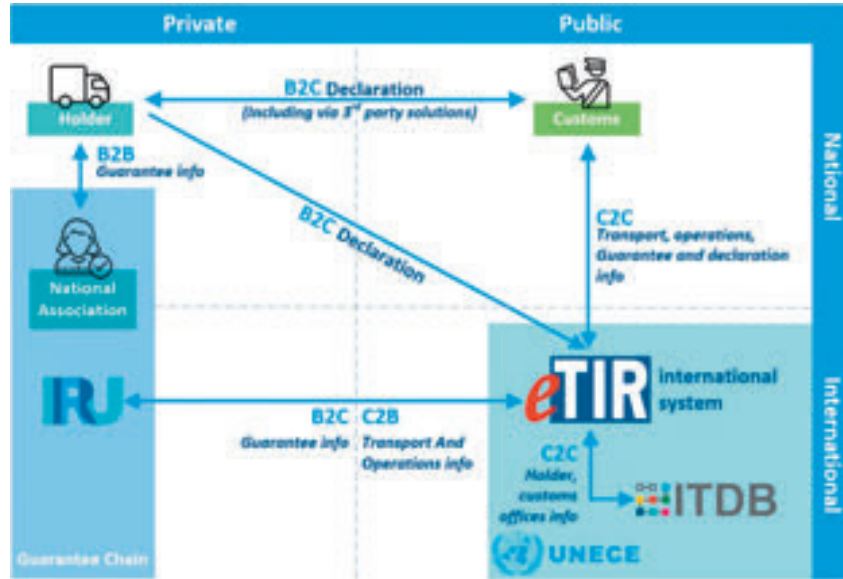 Private
Public
B2C Declaration
(Including via 3rd party solutions)
Holder
Customs
B2B
Guarantee info
National
B2C Declaration
C2C
Transport, operations,
Guarantee and declaration
info
National
Association
IRU
eTIR
international
system
B2C
C2B
Guarantee info
Transport And
Operations info
C2C
Holder,
customs
offices info
ITDB
International
UNECE
Guarantee Chain